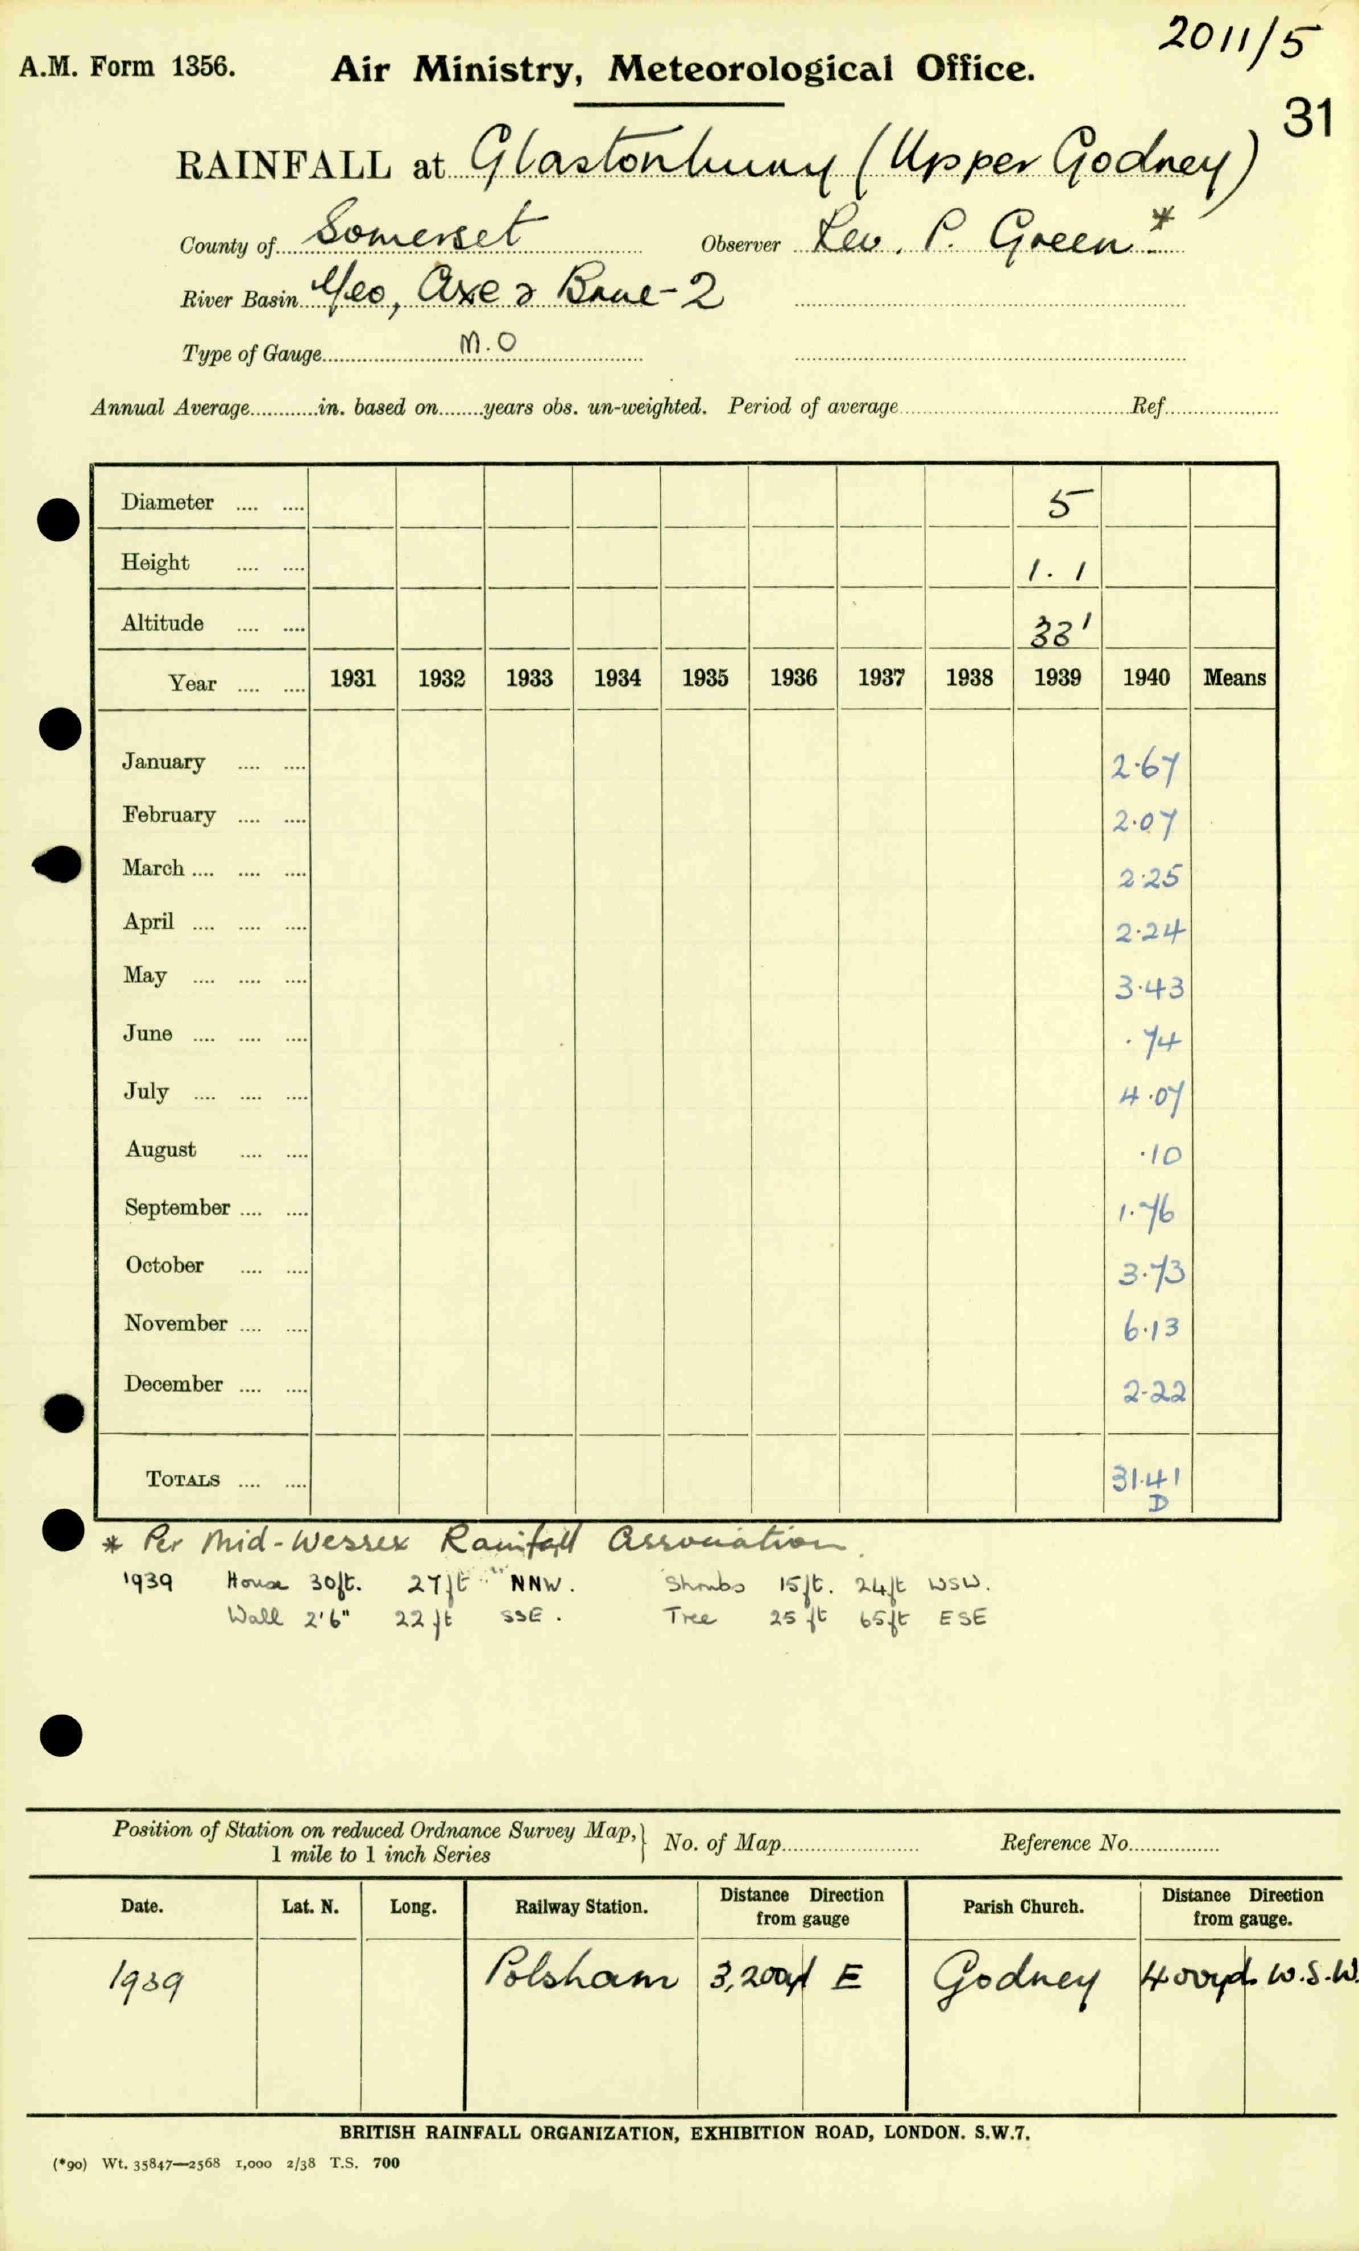 2011/5
A.M. Form 1356. Air Ministry, Meteorological Office.
31
RAINFALL at Glastonbury (Upper Godney)
County of Somerset Observer Rev. P. Green *
River Basin Yeo, Axe & Brue - 2
Type of Gauge M.O
Annual Average in. based on years obs. un-weighted. Period of average Ref.
Diameter 5
Height 1.1
Altitude 33'
Year 1931 1932 1933 1934 1935 1936 1937 1938 1939 1940 Means
January 2.67
February 2.07
March 2.25
April 2.24
May 3.43
June .74
July 4.07
August .10
September 1.76
October 3.73
November 6.13
December 2.22
TOTALS 31.41
D
* Per Mid-Wessex Rainfall Association.
1939 House 30ft. 27ft NNW. Shrubs 15ft. 24ft WSW.
Wall 2'6" 22ft SSE. Tree 25ft 65ft ESE
Position of Station on reduced Ordnance Survey Map, } No. of Map Reference No.
1 mile to 1 inch Series
Date. Lat. N. Long. Railway Station. Distance Direction from gauge Parish Church. Distance Direction from gauge.
1939 Polsham 3,200yd E Godney 400yds W.S.W.
BRITISH RAINFALL ORGANIZATION, EXHIBITION ROAD, LONDON. S.W.7.
(*90) Wt. 35847—2568 1,000 2/38 T.S. 700